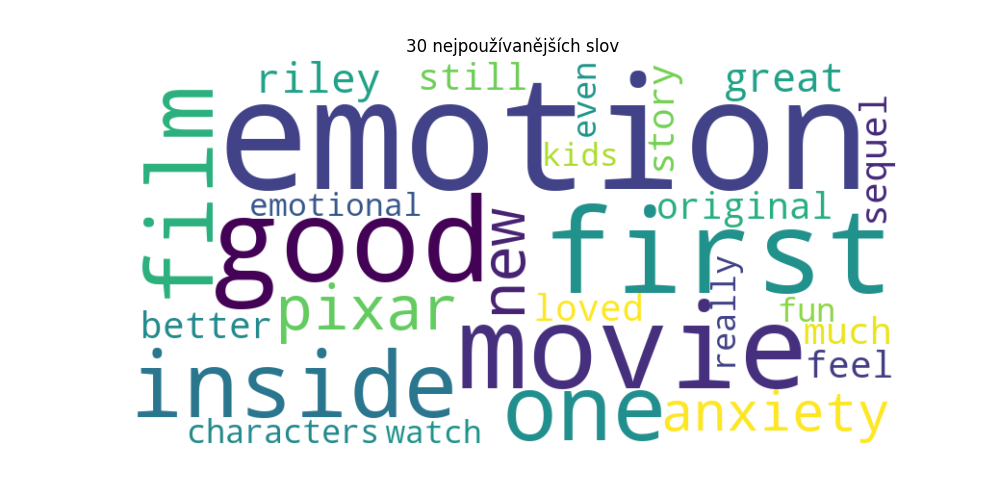 30 nejpoužívanějších slov
riley
still
even
story
great
film
emotion
kids
sequel
emotional
original
good
new
first
really
pixar
loved
fun
better
movie
much
feel
inside
one
anxiety
characters
watch